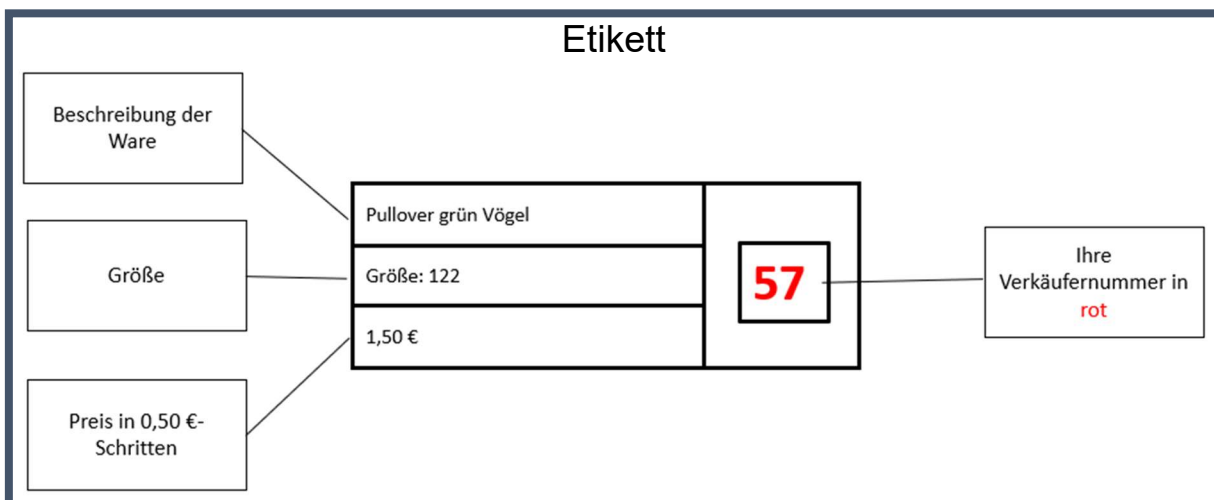 Etikett
Beschreibung der
Ware
Größe
Preis in 0,50 €-
Schritten
Pullover grün Vögel
Größe: 122
1,50 €
57
Ihre
Verkäufernummer in
rot